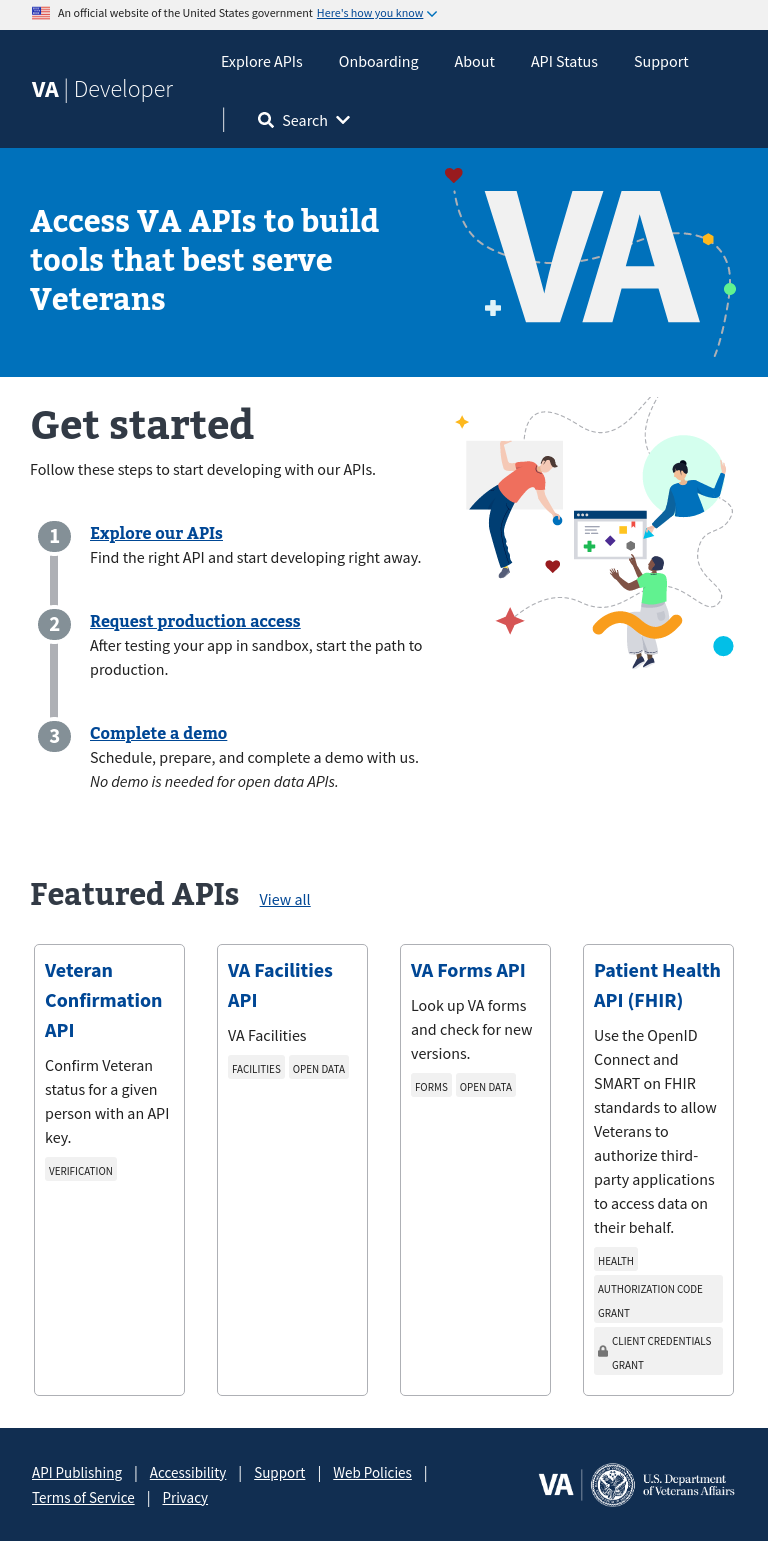 An official website of the United States government Here's how you know
Explore APIs Onboarding About API Status Support
VA | Developer
Search
Access VA APIs to build
tools that best serve
Veterans
VA
Get started
Follow these steps to start developing with our APIs.
1 Explore our APIs
Find the right API and start developing right away.
2 Request production access
After testing your app in sandbox, start the path to
production.
3 Complete a demo
Schedule, prepare, and complete a demo with us.
No demo is needed for open data APIs.
Featured APIs View all
Veteran
Confirmation
API
Confirm Veteran
status for a given
person with an API
key.
VERIFICATION
VA Facilities
API
VA Facilities
FACILITIES OPEN DATA
VA Forms API
Look up VA forms
and check for new
versions.
FORMS OPEN DATA
Patient Health
API (FHIR)
Use the OpenID
Connect and
SMART on FHIR
standards to allow
Veterans to
authorize third-
party applications
to access data on
their behalf.
HEALTH
AUTHORIZATION CODE
GRANT
CLIENT CREDENTIALS
GRANT
API Publishing | Accessibility | Support | Web Policies |
Terms of Service | Privacy
VA | U.S. Department
of Veterans Affairs